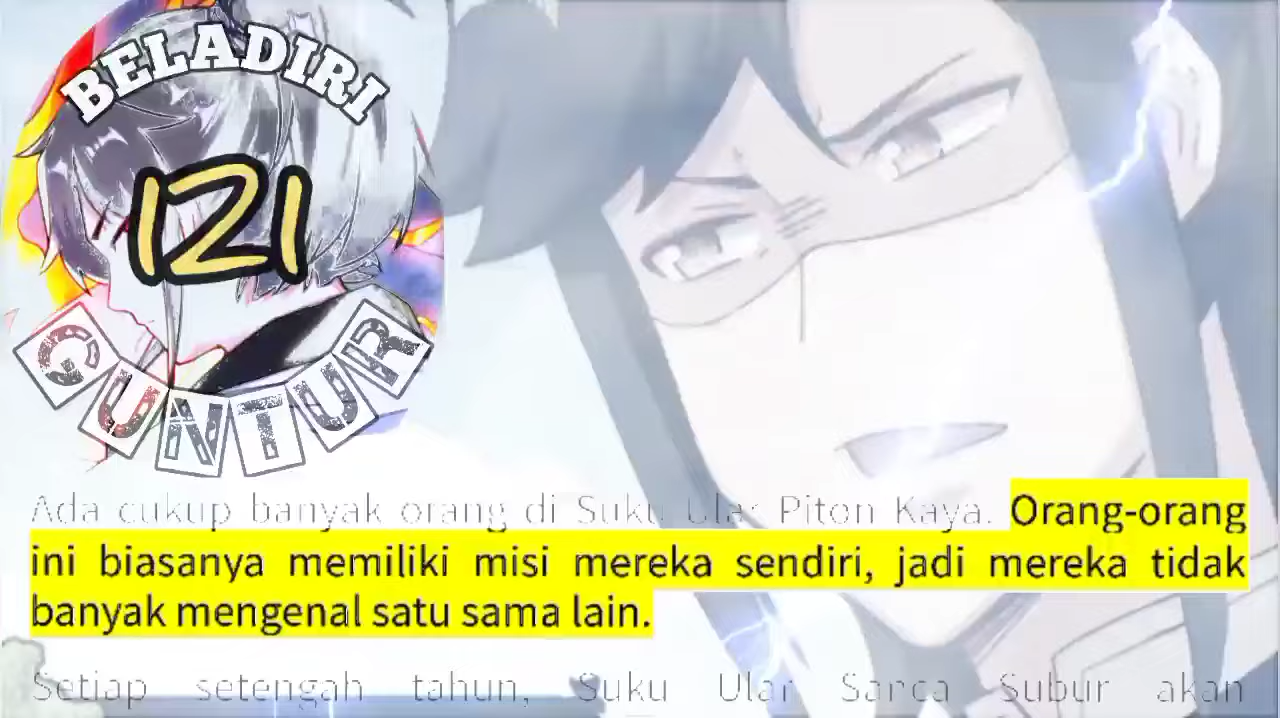 BELADIRI
121
GUNTUR
Ada cukup banyak orang di Suku Ular Piton Kaya. Orang-orang
ini biasanya memiliki misi mereka sendiri, jadi mereka tidak
banyak mengenal satu sama lain.
Setiap setengah tahun, Suku Ular Sanca Subur akan